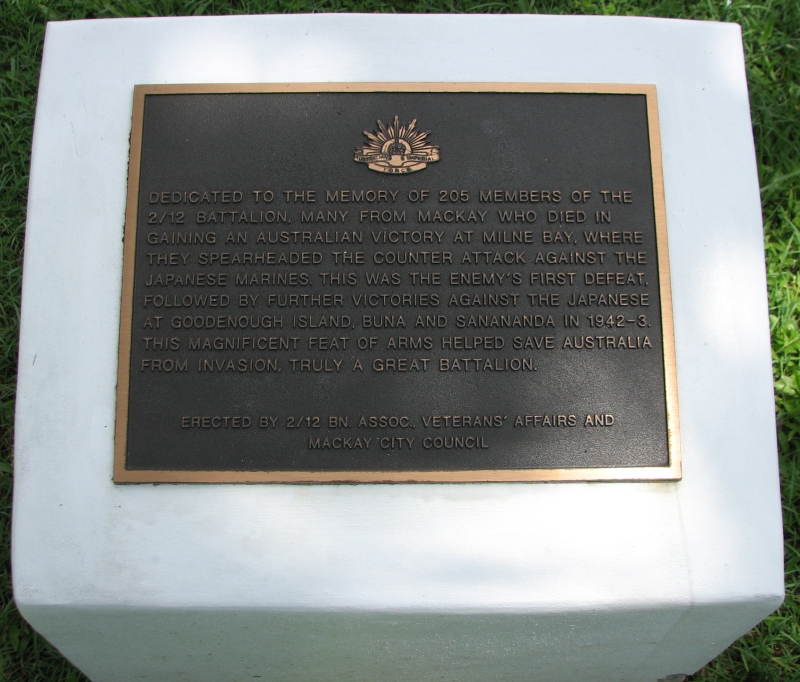 FORCE
DEDICATED TO THE MEMORY OF 205 MEMBERS OF THE
2/12 BATTALION, MANY FROM MACKAY WHO DIED IN
GAINING AN AUSTRALIAN VICTORY AT MILNE BAY, WHERE
THEY SPEARHEADED THE COUNTER ATTACK AGAINST THE
JAPANESE MARINES. THIS WAS THE ENEMY'S FIRST DEFEAT,
FOLLOWED BY FURTHER VICTORIES AGAINST THE JAPANESE
AT GOODENOUGH ISLAND, BUNA AND SANANANDA IN 1942-3.
THIS MAGNIFICENT FEAT OF ARMS HELPED SAVE AUSTRALIA
FROM INVASION. TRULY A GREAT BATTALION.
ERECTED BY 2/12 BN. ASSOC., VETERANS' AFFAIRS AND
MACKAY CITY COUNCIL